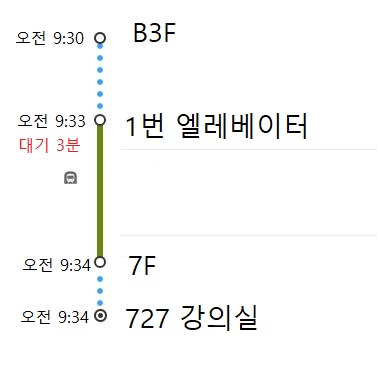 오전 9:30 B3F
오전 9:33 1번 엘레베이터
대기 3분
오전 9:34 7F
오전 9:34 727 강의실